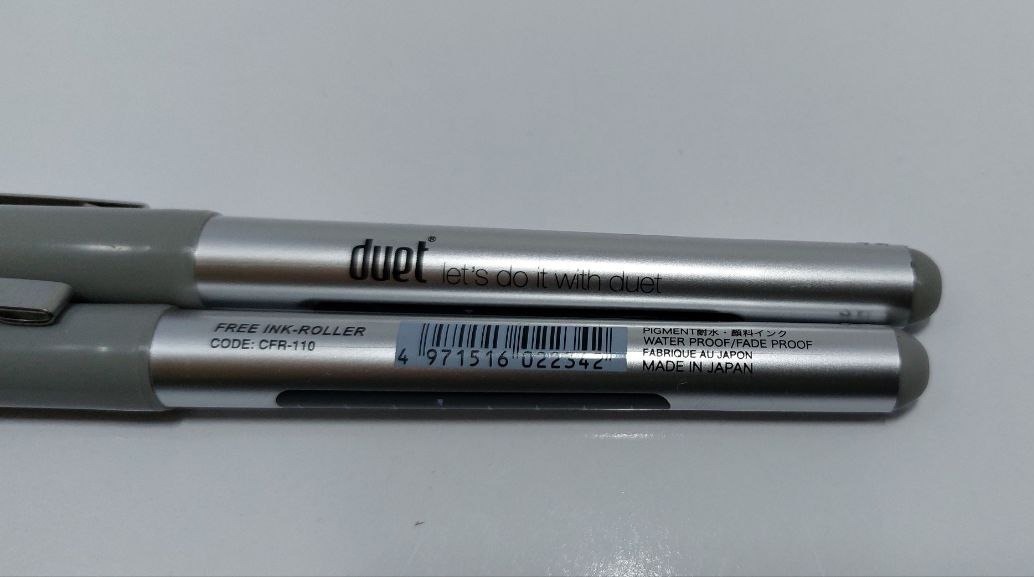 duet®
let's do it with duet
FREE INK-ROLLER
CODE: CFR-110
4 971516 022342
PIGMENT耐水・顔料インク
WATER PROOF/FADE PROOF
FABRIQUE AU JAPON
MADE IN JAPAN